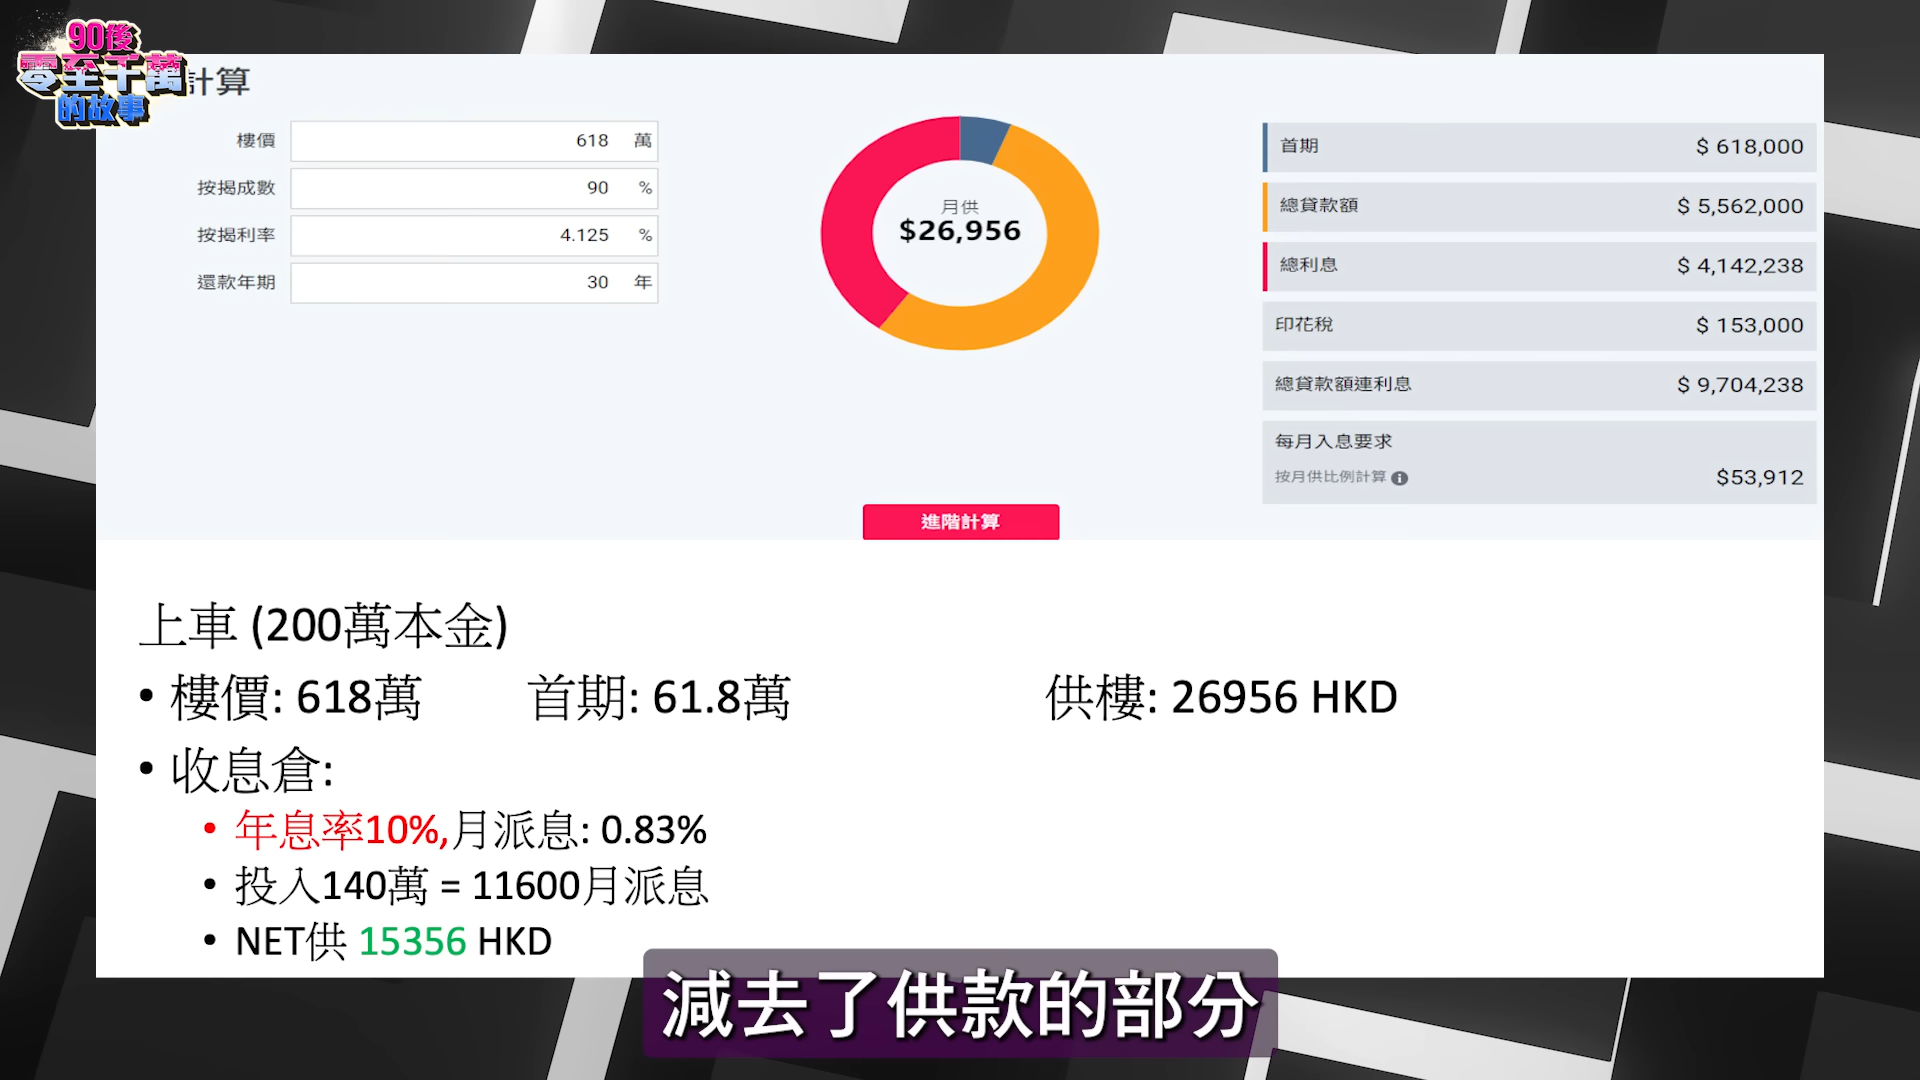 90後
零至千萬
的故事
計算
樓價 618 萬
按揭成數 90 %
按揭利率 4.125 %
還款年期 30 年
月供
$26,956
首期 $ 618,000
總貸款額 $ 5,562,000
總利息 $ 4,142,238
印花稅 $ 153,000
總貸款額連利息 $ 9,704,238
每月入息要求
按月供比例計算 $53,912
進階計算
上車 (200萬本金)
• 樓價: 618萬 首期: 61.8萬 供樓: 26956 HKD
• 收息倉:
• 年息率10%,月派息: 0.83%
• 投入140萬 = 11600月派息
• NET供 15356 HKD
減去了供款的部分